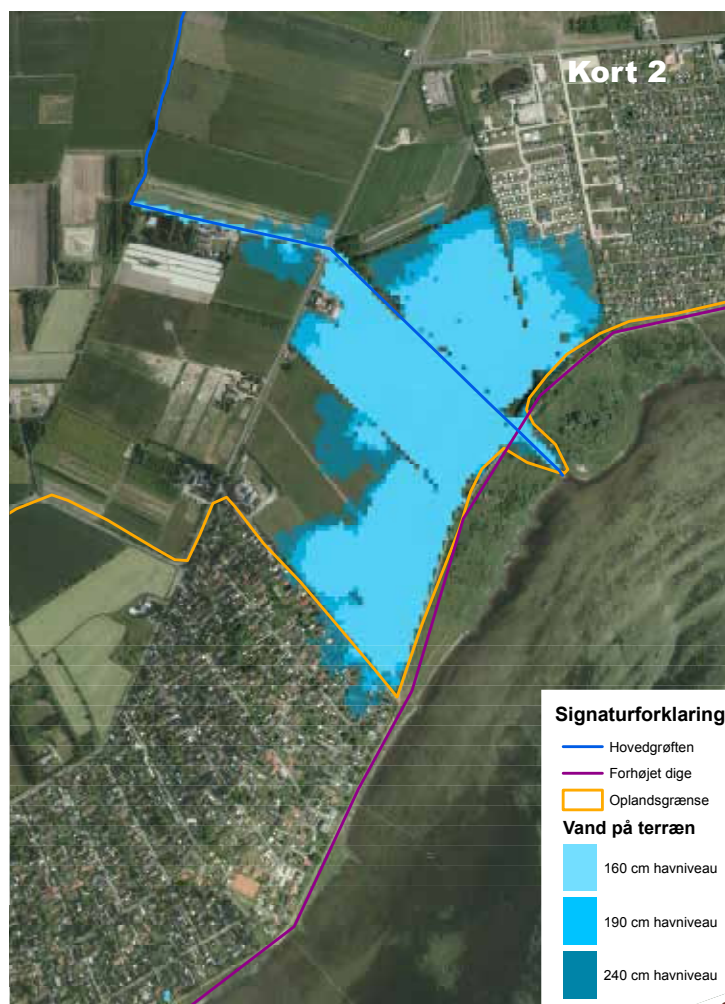 Kort 2
Signaturforklaring
Hovedgrøften
Forhøjet dige
Oplandsgrænse
Vand på terræn
160 cm havniveau
190 cm havniveau
240 cm havniveau